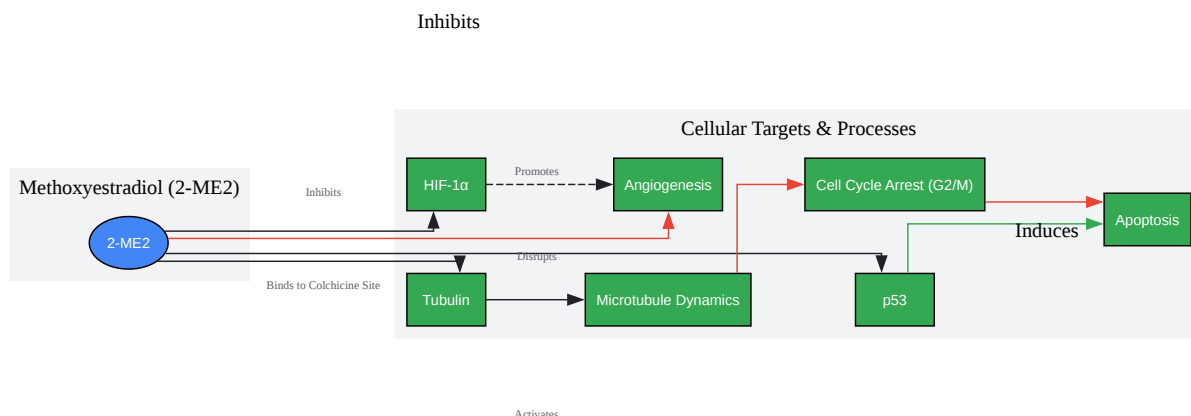 Inhibits
Cellular Targets & Processes
Methoxyestradiol (2-ME2)
Inhibits
HIF-1α
Promotes
Angiogenesis
Cell Cycle Arrest (G2/M)
Apoptosis
Induces
2-ME2
Disrupts
Binds to Colchicine Site
Tubulin
Microtubule Dynamics
p53
Activates